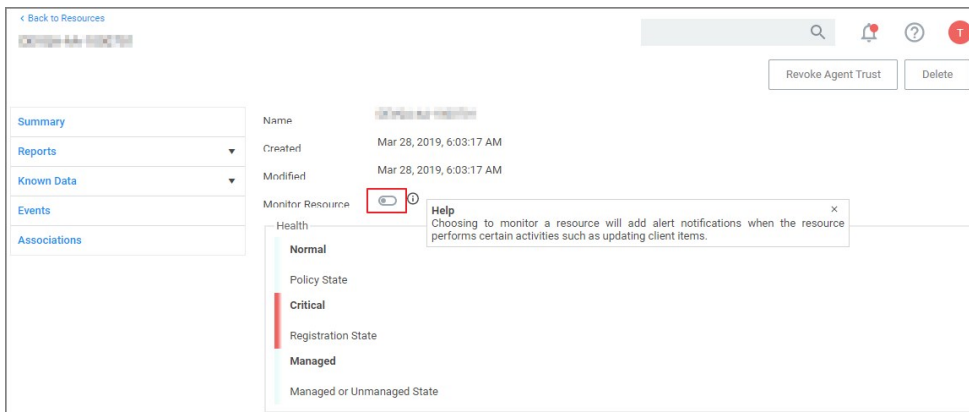 ‹ Back to Resources
T
Revoke Agent Trust
Delete
Summary
Reports
Known Data
Events
Associations
Name
Created
Mar 28, 2019, 6:03:17 AM
Modified
Mar 28, 2019, 6:03:17 AM
Monitor Resource
Help
Choosing to monitor a resource will add alert notifications when the resource
performs certain activities such as updating client items.
Health
Normal
Policy State
Critical
Registration State
Managed
Managed or Unmanaged State